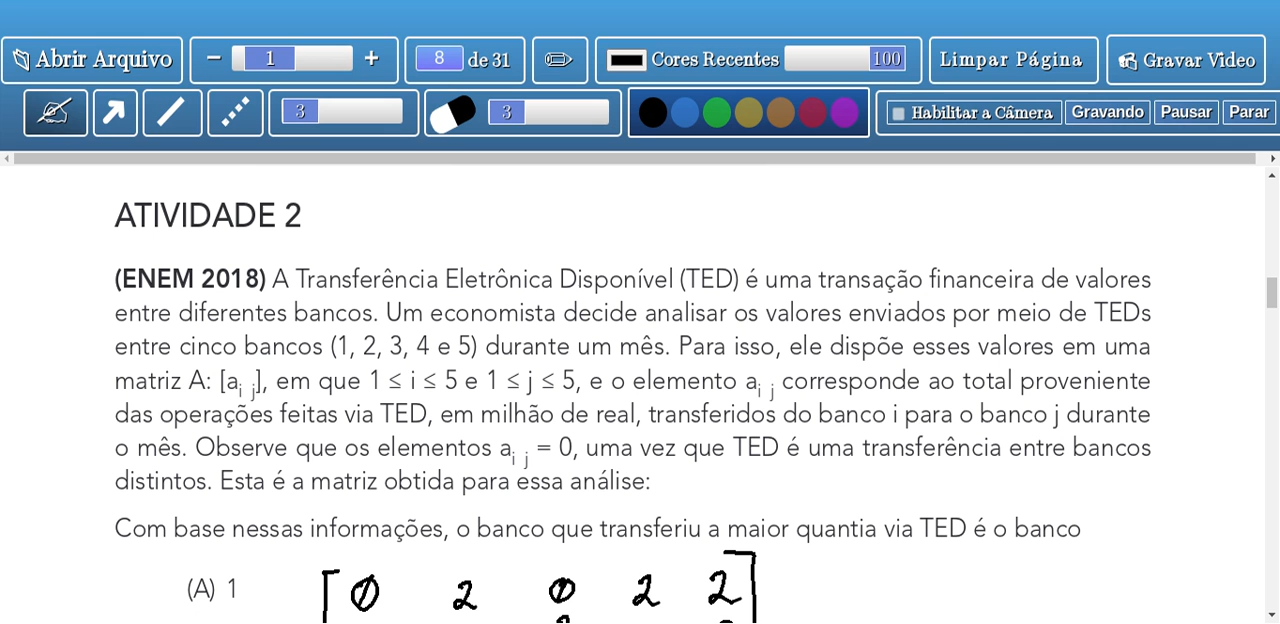 Abrir Arquivo − 1 + 8 de 31 Cores Recentes 100 Limpar Página Gravar Video
3 3 Habilitar a Câmera Gravando Pausar Parar
ATIVIDADE 2
(ENEM 2018) A Transferência Eletrônica Disponível (TED) é uma transação financeira de valores
entre diferentes bancos. Um economista decide analisar os valores enviados por meio de TEDs
entre cinco bancos (1, 2, 3, 4 e 5) durante um mês. Para isso, ele dispõe esses valores em uma
matriz A: [a_i j], em que 1 ≤ i ≤ 5 e 1 ≤ j ≤ 5, e o elemento a_i j corresponde ao total proveniente
das operações feitas via TED, em milhão de real, transferidos do banco i para o banco j durante
o mês. Observe que os elementos a_i j = 0, uma vez que TED é uma transferência entre bancos
distintos. Esta é a matriz obtida para essa análise:
Com base nessas informações, o banco que transferiu a maior quantia via TED é o banco
(A) 1 0 2 0 2 2